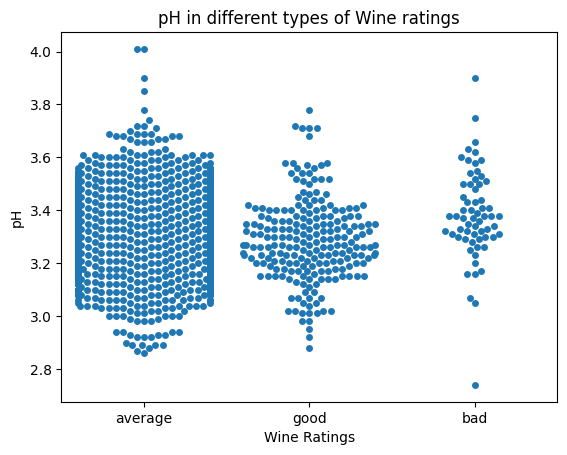 pH in different types of Wine ratings
4.0
3.8
3.6
3.4
3.2
3.0
2.8
pH
average good bad
Wine Ratings